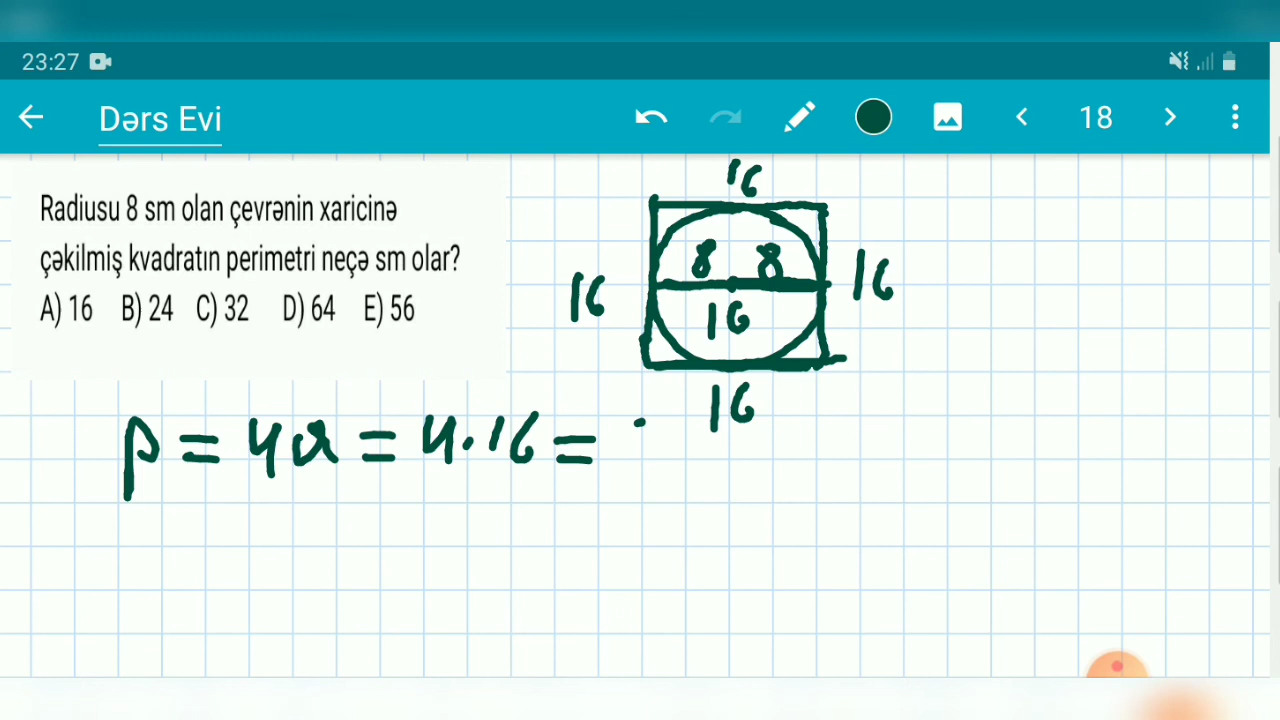 23:27
Dərs Evi
18
Radiusu 8 sm olan çevrənin xaricinə
çəkilmiş kvadratın perimetri neçə sm olar?
A) 16 B) 24 C) 32 D) 64 E) 56
16
8 8
16
16
16
16
P = 4a = 4.16 =